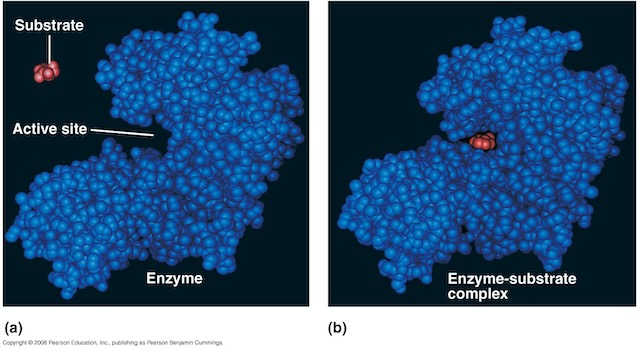 Substrate
Active site
Enzyme
Enzyme-substrate
complex
(a)
(b)
Copyright © 2008 Pearson Education, Inc., publishing as Pearson Benjamin Cummings.